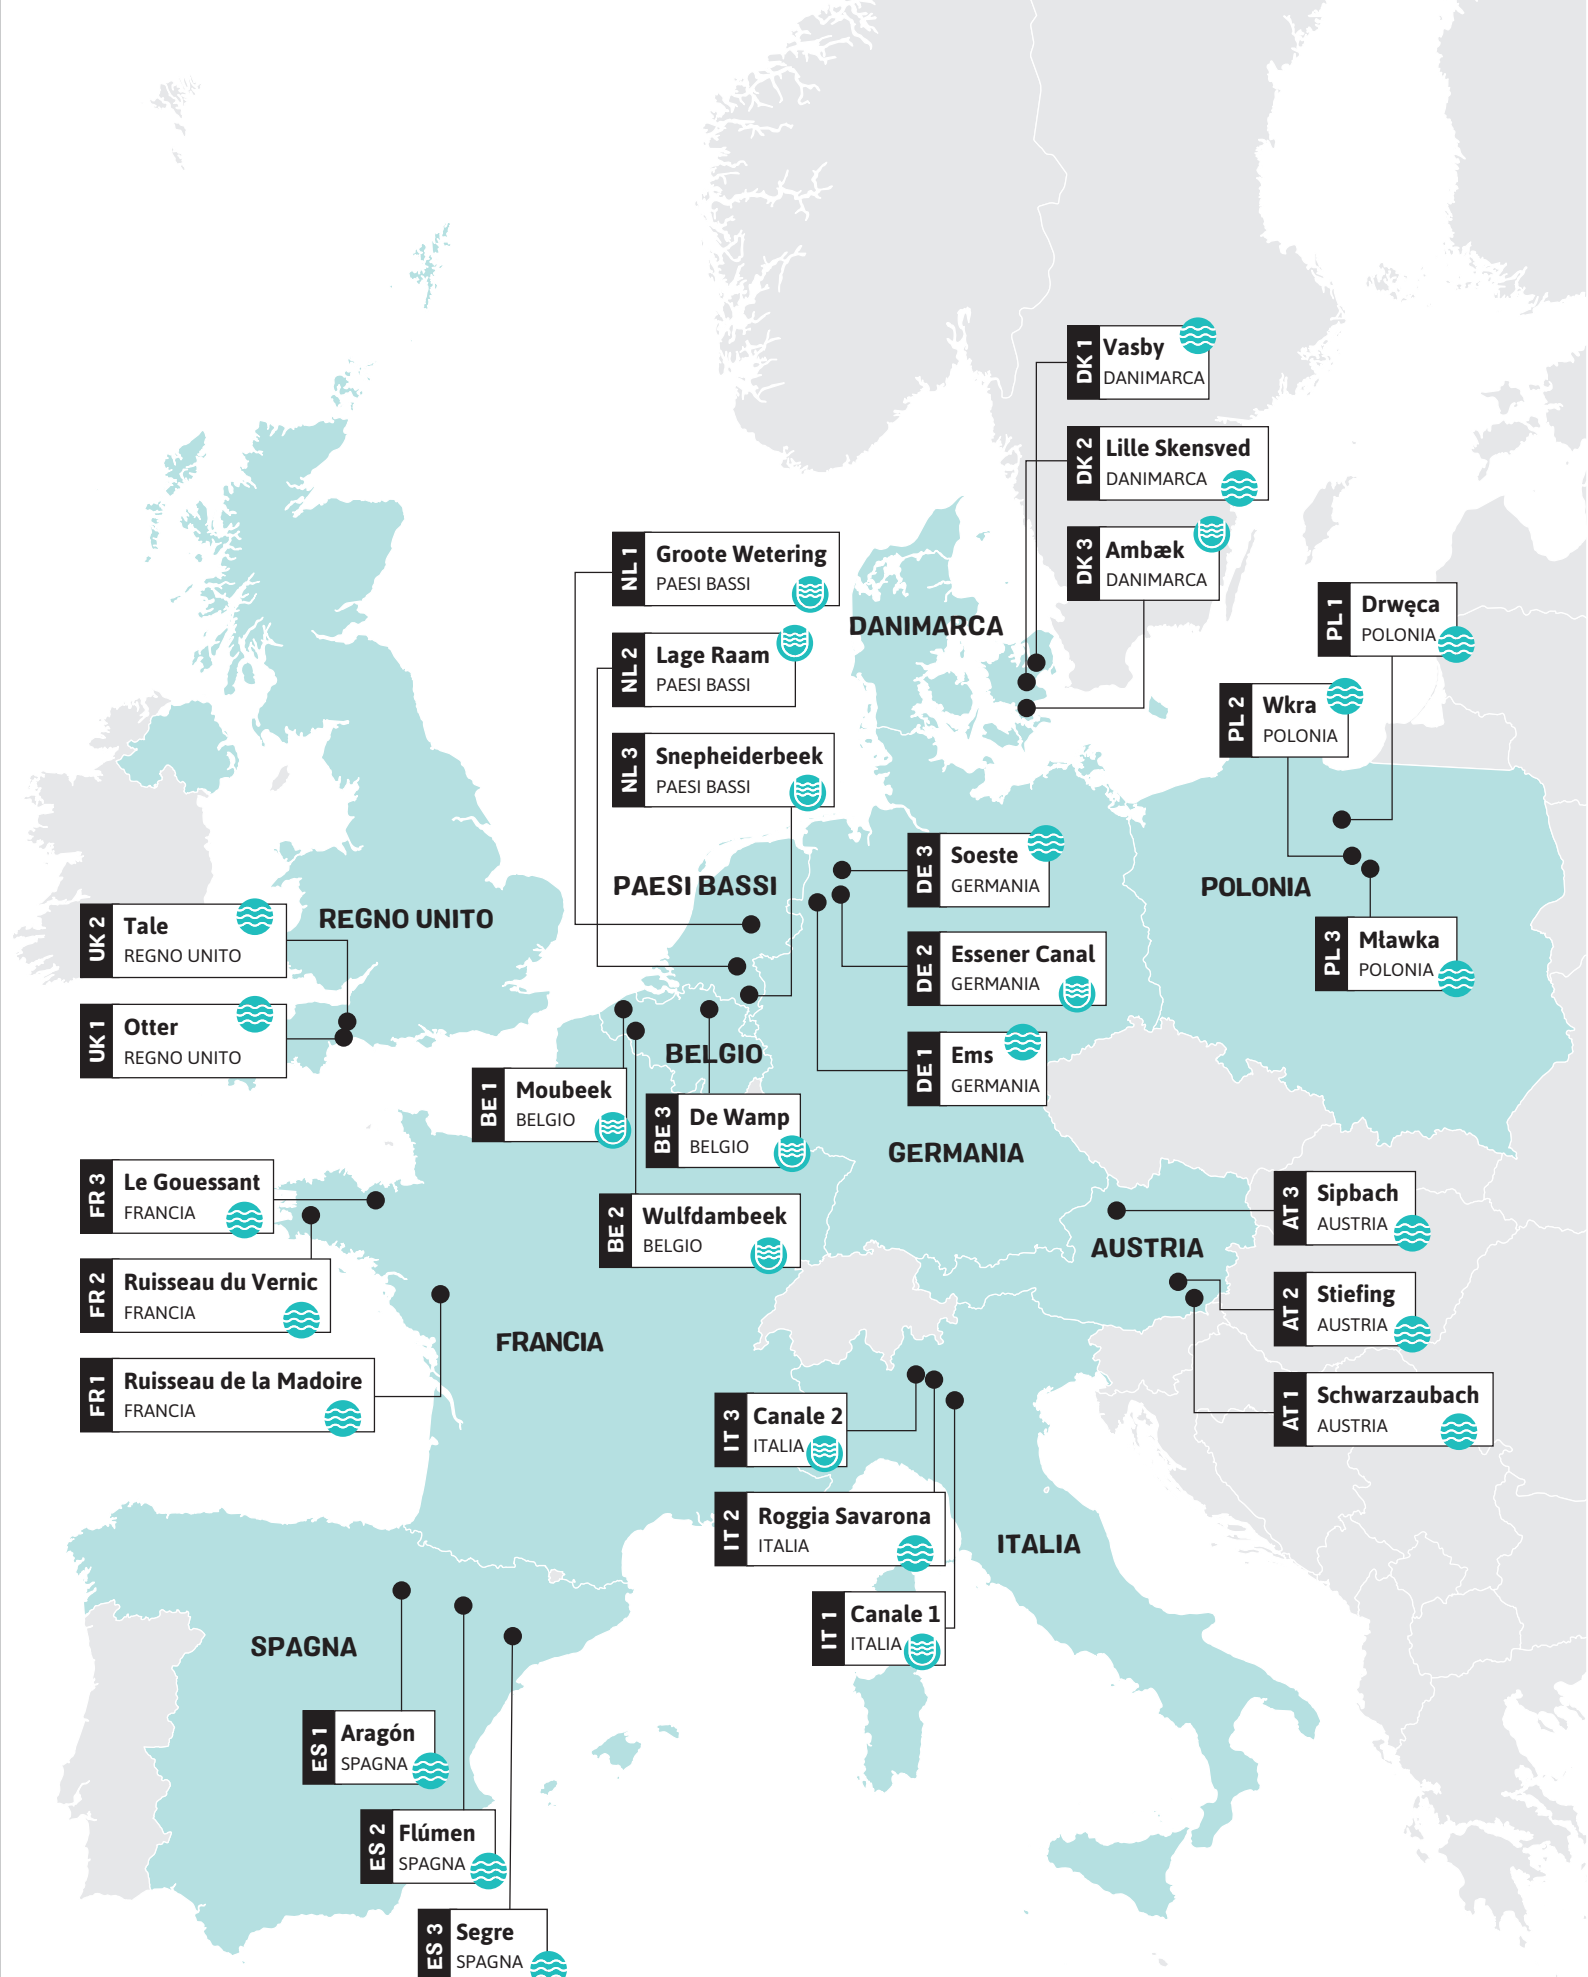 DK 1
Vasby
DANIMARCA
DK 2
Lille Skensved
DANIMARCA
DK 3
Ambæk
DANIMARCA
NL 1
Groote Wetering
PAESI BASSI
NL 2
Lage Raam
PAESI BASSI
NL 3
Snepheiderbeek
PAESI BASSI
DANIMARCA
PL 1
Drwęca
POLONIA
PL 2
Wkra
POLONIA
PL 3
Mławka
POLONIA
POLONIA
PAESI BASSI
REGNO UNITO
UK 2
Tale
REGNO UNITO
UK 1
Otter
REGNO UNITO
DE 3
Soeste
GERMANIA
DE 2
Essener Canal
GERMANIA
DE 1
Ems
GERMANIA
GERMANIA
BELGIO
BE 1
Moubeek
BELGIO
BE 3
De Wamp
BELGIO
BE 2
Wulfdambeek
BELGIO
FR 3
Le Gouessant
FRANCIA
FR 2
Ruisseau du Vernic
FRANCIA
FR 1
Ruisseau de la Madoire
FRANCIA
FRANCIA
AT 3
Sipbach
AUSTRIA
AUSTRIA
AT 2
Stiefing
AUSTRIA
AT 1
Schwarzaubach
AUSTRIA
IT 3
Canale 2
ITALIA
IT 2
Roggia Savarona
ITALIA
IT 1
Canale 1
ITALIA
ITALIA
SPAGNA
ES 1
Aragón
SPAGNA
ES 2
Flúmen
SPAGNA
ES 3
Segre
SPAGNA